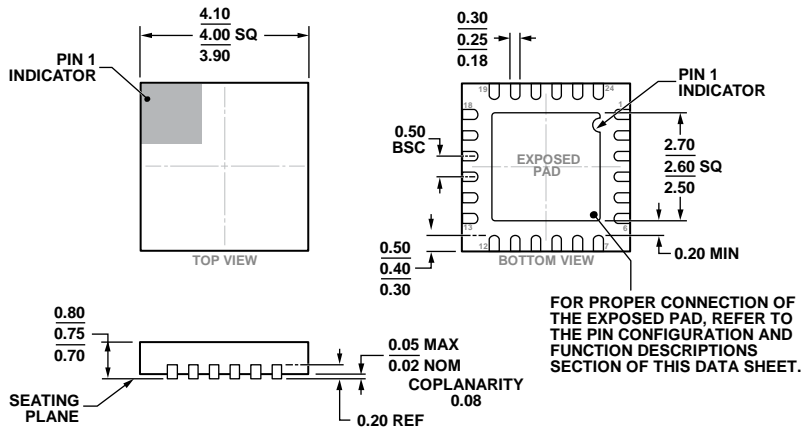 4.10
4.00 SQ
3.90
PIN 1
INDICATOR
TOP VIEW
0.30
0.25
0.18
PIN 1
INDICATOR
19
24
18
1
0.50
BSC
EXPOSED
PAD
2.70
2.60 SQ
2.50
13
6
12
7
BOTTOM VIEW
0.50
0.40
0.30
0.20 MIN
FOR PROPER CONNECTION OF
THE EXPOSED PAD, REFER TO
THE PIN CONFIGURATION AND
FUNCTION DESCRIPTIONS
SECTION OF THIS DATA SHEET.
0.80
0.75
0.70
0.05 MAX
0.02 NOM
COPLANARITY
0.08
SEATING
PLANE
0.20 REF